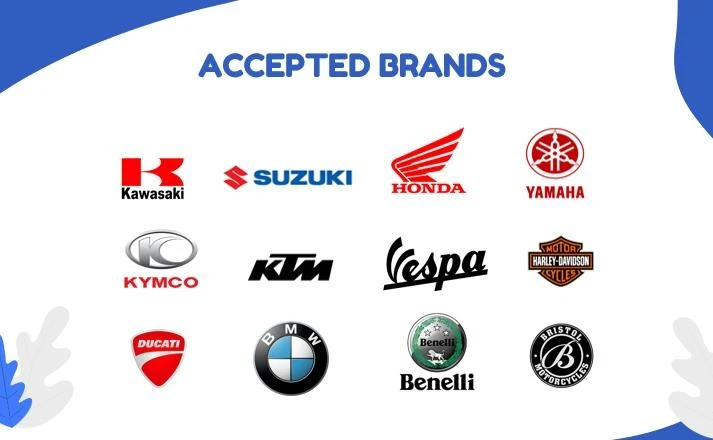 ACCEPTED BRANDS
Kawasaki
SUZUKI
HONDA
YAMAHA
KYMCO
KTM
Vespa
MOTOR
HARLEY-DAVIDSON
CYCLES
DUCATI
BMW
Benelli
Benelli
BRISTOL
B
MOTORCYCLES